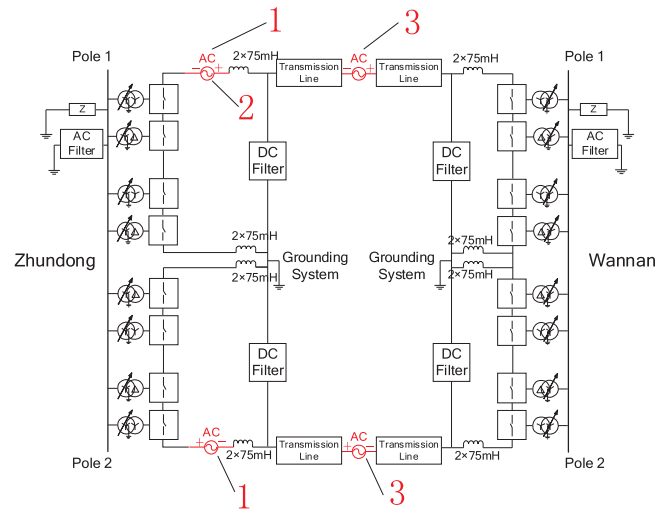 1
3
AC
2×75mH
AC
2×75mH
Pole 1
Pole 1
− +
− +
Transmission
Line
Transmission
Line
2
Z
Z
AC
Filter
AC
Filter
DC
Filter
DC
Filter
2×75mH
2×75mH
Zhundong
Grounding
System
Grounding
System
Wannan
2×75mH
2×75mH
DC
Filter
DC
Filter
AC
AC
+ −
+ −
Transmission
Line
Transmission
Line
2×75mH
2×75mH
Pole 2
Pole 2
1
3